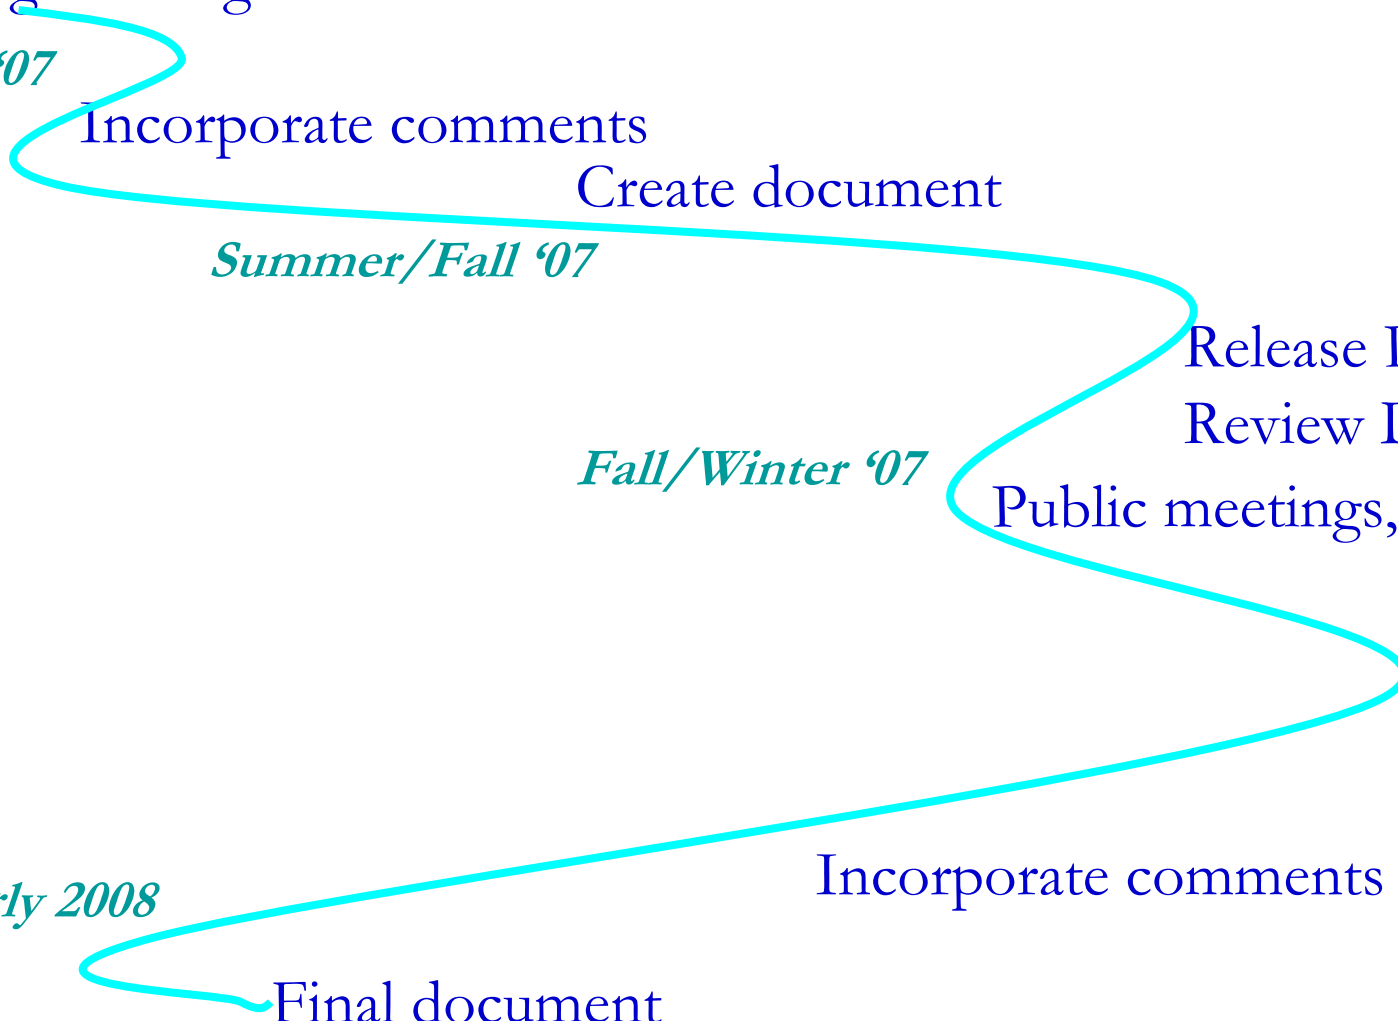 ‘07
Incorporate comments
Create document
Summer/Fall ‘07
Release
Review
Fall/Winter ‘07
Public meetings,
Incorporate comments
2008
Final document